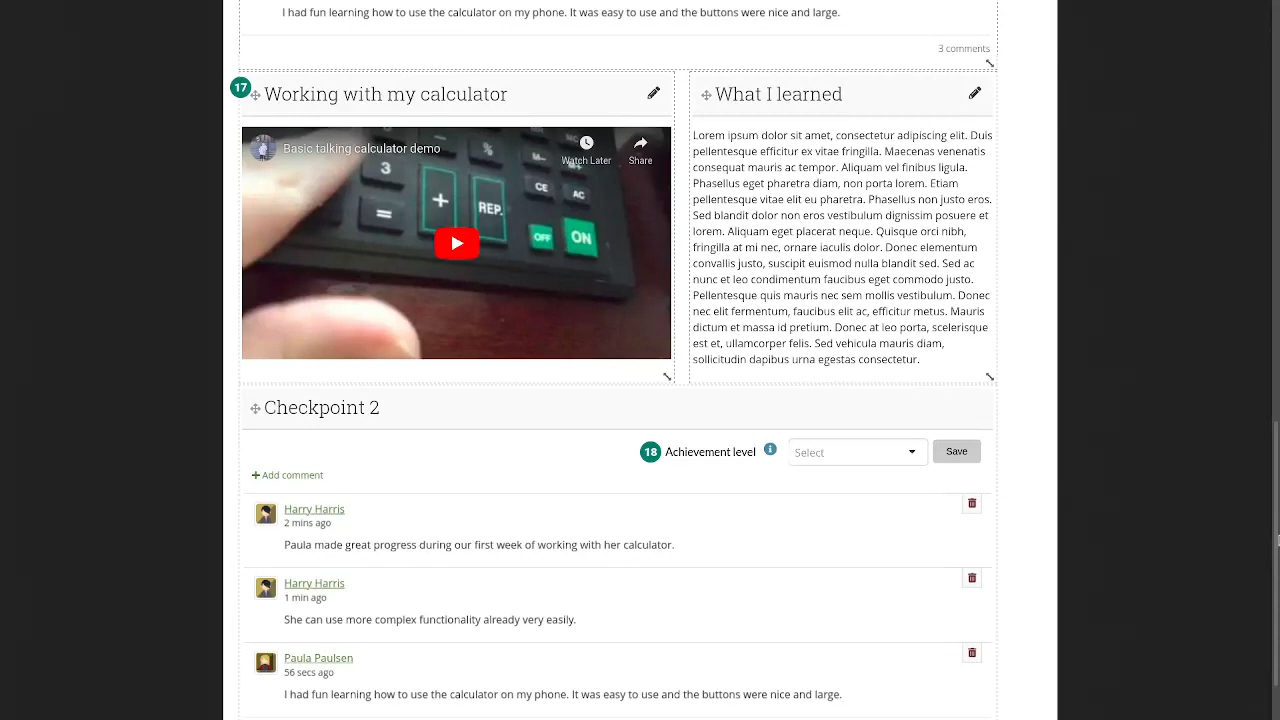 I had fun learning how to use the calculator on my phone. It was easy to use and the buttons were nice and large.
3 comments
17
Working with my calculator
What I learned
Basic talking calculator demo
Watch Later
Share
3
=
+
REP.
CE
AC
OFF
ON
Lorem ipsum dolor sit amet, consectetur adipiscing elit. Duis
pellentesque efficitur ex vitae fringilla. Maecenas venenatis
consequat mauris ac tempor. Aliquam vel finibus ligula.
Phasellus eget pharetra diam, non porta lorem. Etiam
pellentesque vitae elit eu pharetra. Phasellus non justo eros.
Sed blandit dolor non eros vestibulum dignissim posuere et
lorem. Aliquam eget placerat neque. Quisque orci nibh,
fringilla at mi nec, ornare iaculis dolor. Donec elementum
convallis justo, suscipit euismod nulla blandit sed. Sed ac
nunc et leo condimentum faucibus eget commodo justo.
Pellentesque quis mauris nec sem mollis vestibulum. Donec
nec elit fermentum, faucibus elit ac, efficitur metus. Mauris
dictum massa id pretium. Donec at leo porta, scelerisque
est et, ullamcorper felis. Sed vehicula mauris diam,
sollicitudin dapibus urna egestas consectetur.
Checkpoint 2
18 Achievement level
Select
Save
Add comment
Harry Harris
2 mins ago
Paula made great progress during our first week of working with her calculator.
Harry Harris
1 min ago
She can use more complex functionality already very easily.
Paula Paulsen
56 secs ago
I had fun learning how to use the calculator on my phone. It was easy to use and the buttons were nice and large.